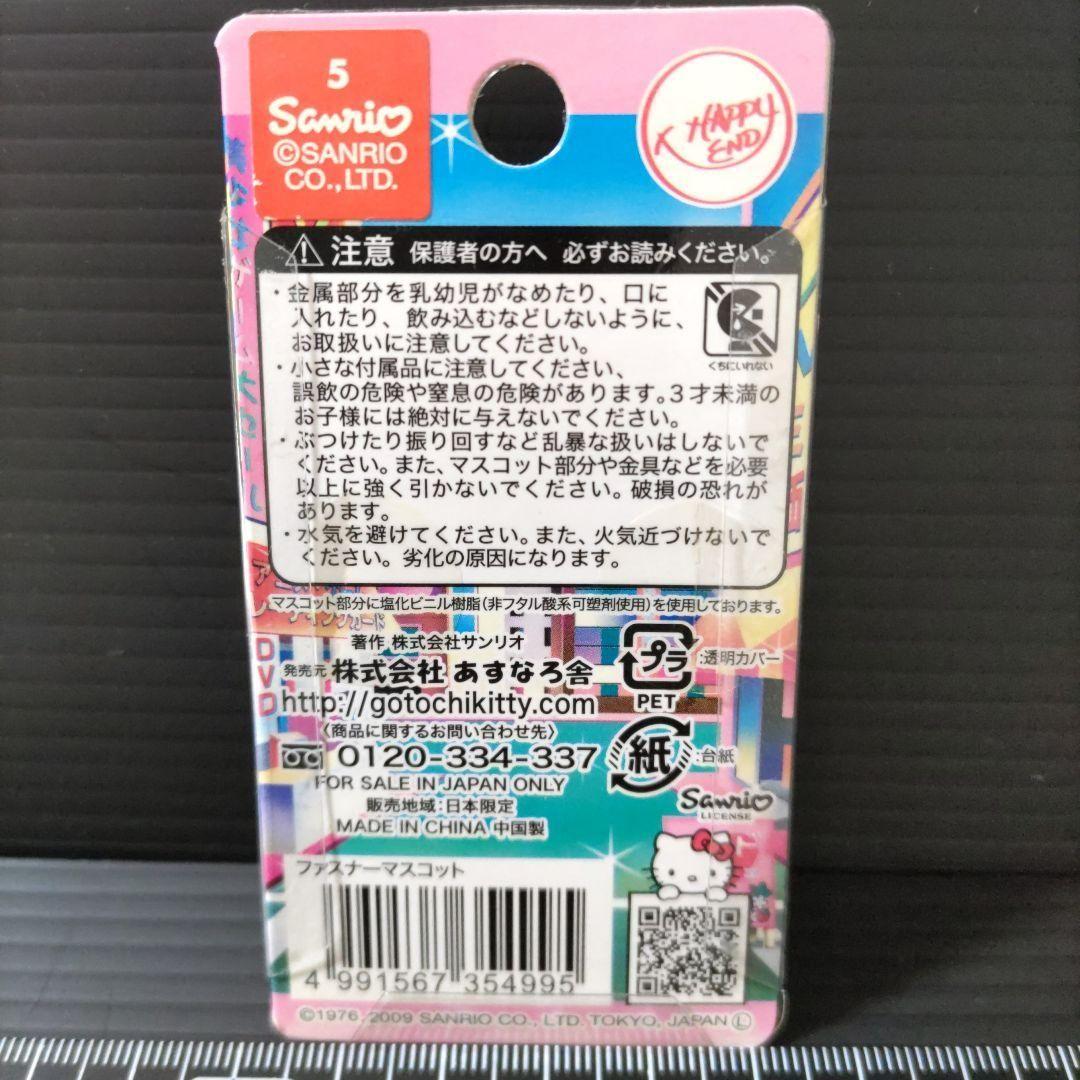 5
Sanrio
©SANRIO
CO.,LTD.
HAPPY
END
注意 保護者の方へ 必ずお読みください。
・金属部分を乳幼児がなめたり、口に
入れたり、飲み込むなどしないように、
お取扱いに注意してください。
くちにいれない
・小さな付属品に注意してください、
誤飲の危険や窒息の危険があります。3才未満の
お子様には絶対に与えないでください。
・ぶつけたり振り回すなど乱暴な扱いはしないで
ください。また、マスコット部分や金具などを必要
以上に強く引かないでください。破損の恐れが
あります。
・水気を避けてください。また、火気近づけないで
ください。劣化の原因になります。
マスコット部分に塩化ビニル樹脂(非フタル酸系可塑剤使用)を使用しております。
著作 株式会社サンリオ
発売元 株式会社 あすなろ舎
http://gotochikitty.com
プラ :透明カバー
PET
〈商品に関するお問い合わせ先〉
0120-334-337
紙 :台紙
FOR SALE IN JAPAN ONLY
販売地域:日本限定
MADE IN CHINA 中国製
Sanrio
LICENSE
ファスナーマスコット
4 991567 354995
©1976, 2009 SANRIO CO., LTD. TOKYO, JAPAN Ⓛ
DVD